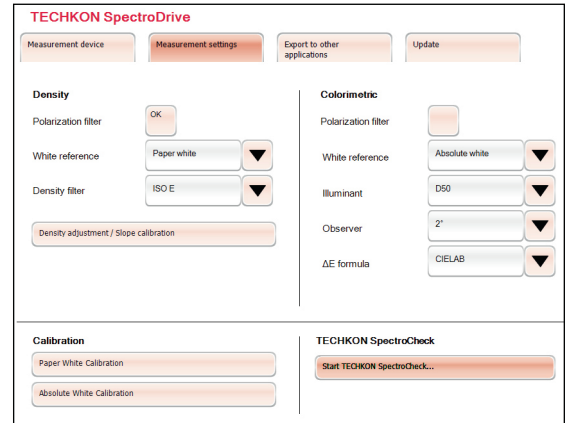 TECHKON SpectroDrive
Measurement device
Measurement settings
Export to other
applications
Update
Density
Polarization filter
OK
White reference
Paper white
Density filter
ISO E
Density adjustment / Slope calibration
Colorimetric
Polarization filter
White reference
Absolute white
Illuminant
D50
Observer
2°
ΔE formula
CIELAB
Calibration
Paper White Calibration
Absolute White Calibration
TECHKON SpectroCheck
Start TECHKON SpectroCheck...